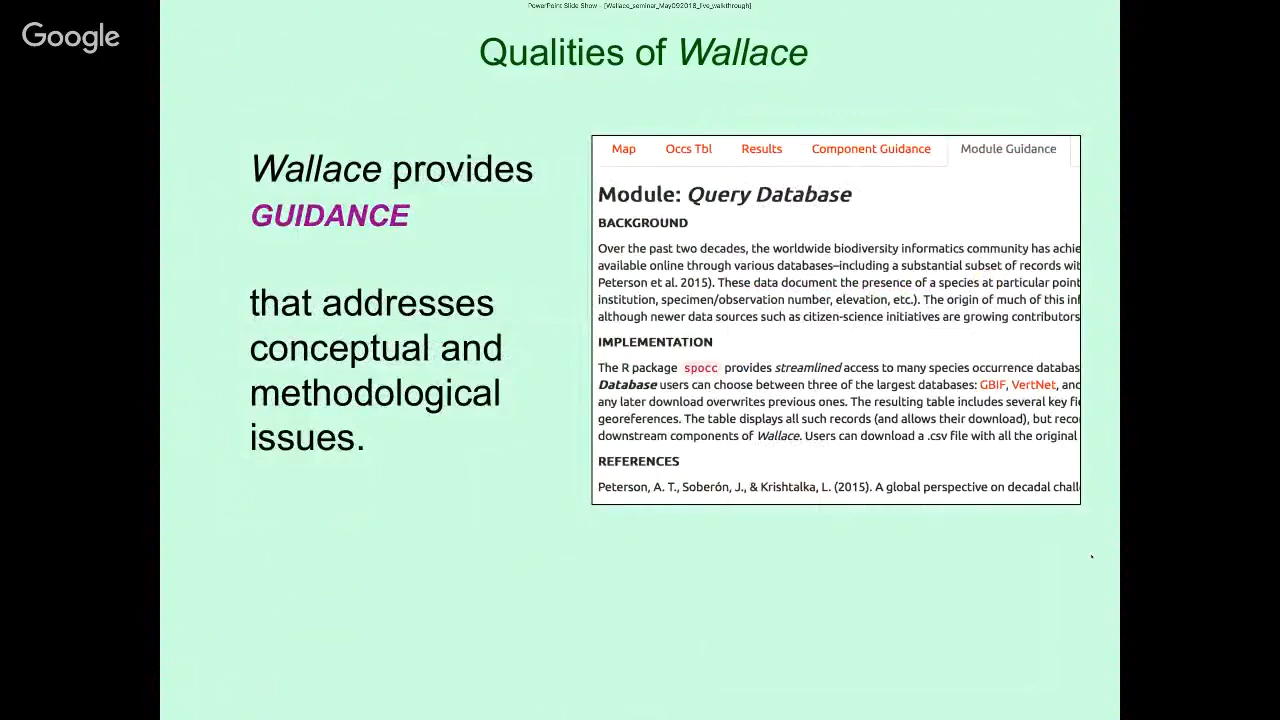 PowerPoint Slide Show - [Wallace_seminar_May092018_live_walkthrough]
Google
Qualities of Wallace
Wallace provides
GUIDANCE
that addresses
conceptual and
methodological
issues.
Map Occs Tbl Results Component Guidance Module Guidance
Module: Query Database
BACKGROUND
Over the past two decades, the worldwide biodiversity informatics community has achie
available online through various databases–including a substantial subset of records wit
Peterson et al. 2015). These data document the presence of a species at particular point
institution, specimen/observation number, elevation, etc.). The origin of much of this in
although newer data sources such as citizen-science initiatives are growing contributors
IMPLEMENTATION
The R package spocc provides streamlined access to many species occurrence databas
Database users can choose between three of the largest databases: GBIF, VertNet, and
any later download overwrites previous ones. The resulting table includes several key fi
georeferences. The table displays all such records (and allows their download), but reco
downstream components of Wallace. Users can download a .csv file with all the original
REFERENCES
Peterson, A. T., Soberón, J., & Krishtalka, L. (2015). A global perspective on decadal chall